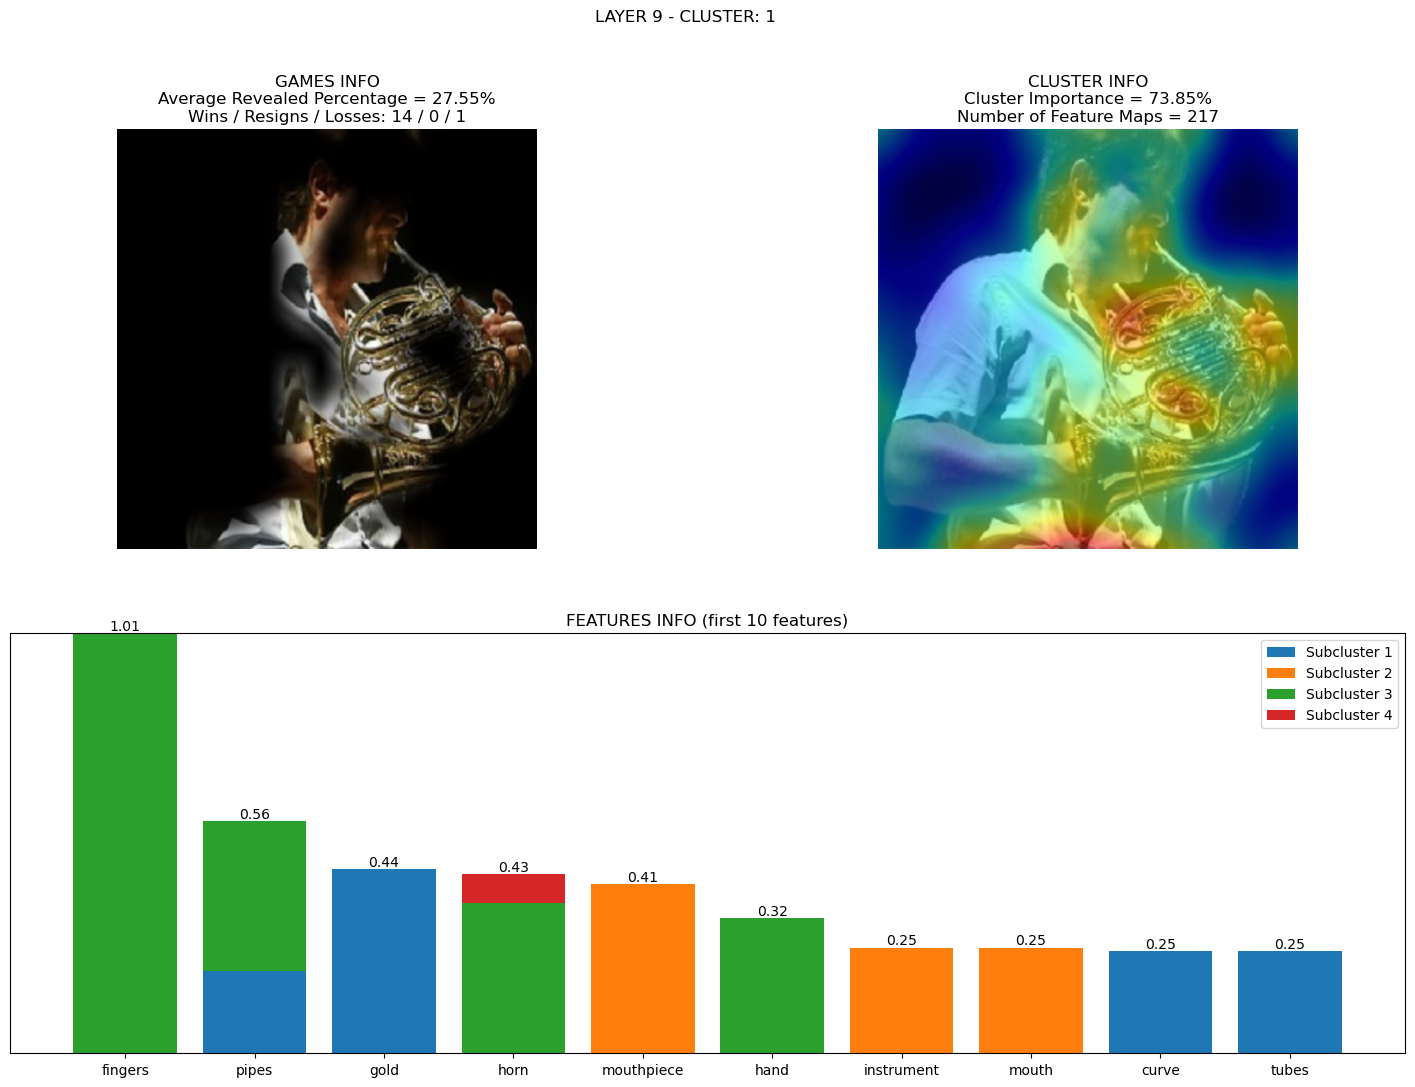 LAYER 9 - CLUSTER: 1
GAMES INFO
Average Revealed Percentage = 27.55%
Wins / Resigns / Losses: 14 / 0 / 1
CLUSTER INFO
Cluster Importance = 73.85%
Number of Feature Maps = 217
FEATURES INFO (first 10 features)
1.01
0.56
0.44
0.43
0.41
0.32
0.25
0.25
0.25
0.25
Subcluster 1
Subcluster 2
Subcluster 3
Subcluster 4
fingers
pipes
gold
horn
mouthpiece
hand
instrument
mouth
curve
tubes